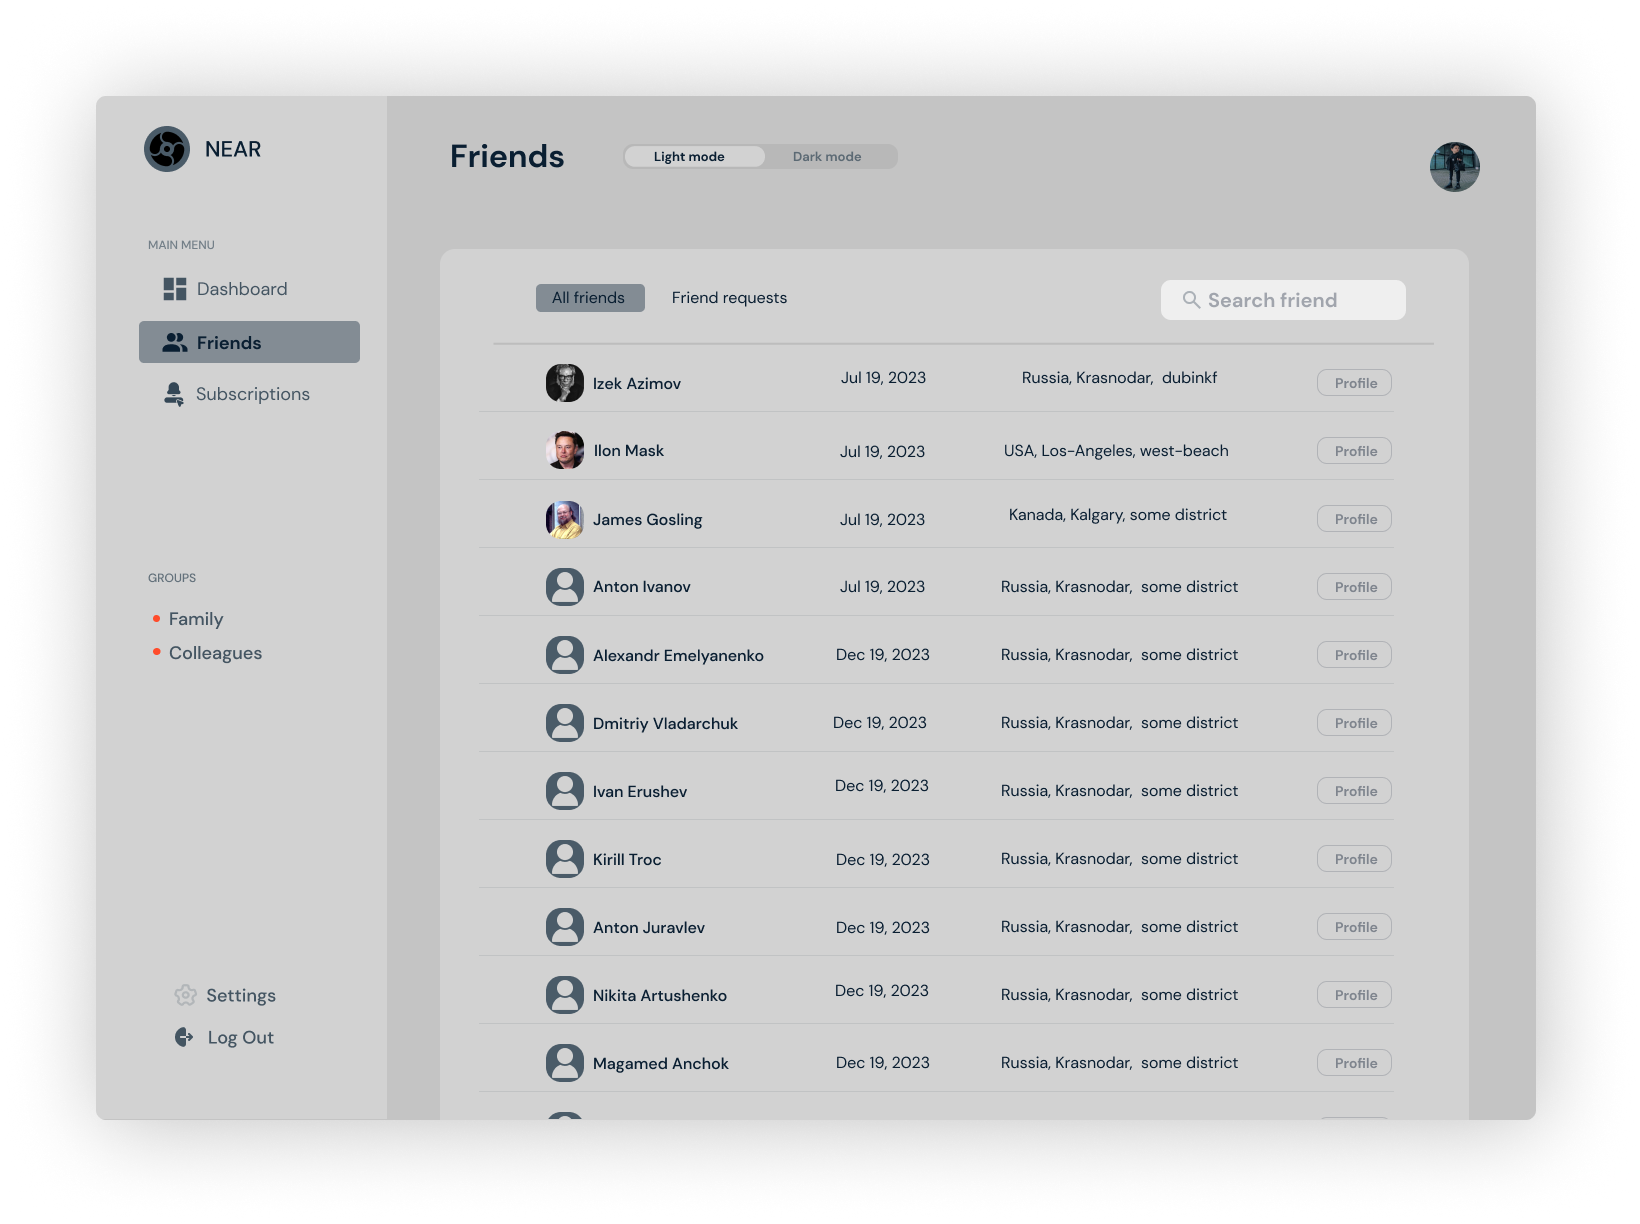 NEAR
Friends
Light mode
Dark mode
MAIN MENU
Dashboard
Friends
Subscriptions
GROUPS
Family
Colleagues
Settings
Log Out
All friends
Friend requests
Search friend
Izek Azimov Jul 19, 2023 Russia, Krasnodar, dubinkf Profile
Ilon Mask Jul 19, 2023 USA, Los-Angeles, west-beach Profile
James Gosling Jul 19, 2023 Kanada, Kalgary, some district Profile
Anton Ivanov Jul 19, 2023 Russia, Krasnodar, some district Profile
Alexandr Emelyanenko Dec 19, 2023 Russia, Krasnodar, some district Profile
Dmitriy Vladarchuk Dec 19, 2023 Russia, Krasnodar, some district Profile
Ivan Erushev Dec 19, 2023 Russia, Krasnodar, some district Profile
Kirill Troc Dec 19, 2023 Russia, Krasnodar, some district Profile
Anton Juravlev Dec 19, 2023 Russia, Krasnodar, some district Profile
Nikita Artushenko Dec 19, 2023 Russia, Krasnodar, some district Profile
Magamed Anchok Dec 19, 2023 Russia, Krasnodar, some district Profile